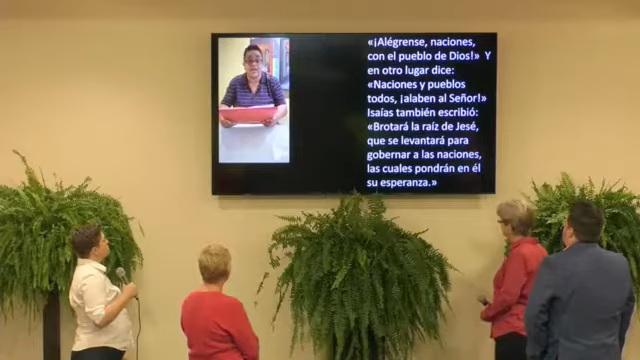 «¡Alégrense, naciones,
con el pueblo de Dios!» Y
en otro lugar dice:
«Naciones y pueblos
todos, ¡alaben al Señor!»
Isaías también escribió:
«Brotará la raíz de Jesé,
que se levantará para
gobernar a las naciones,
las cuales pondrán en él
su esperanza.»